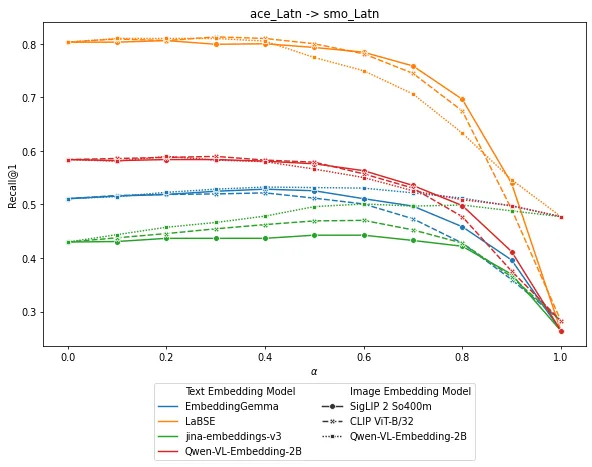 ace_Latn -> smo_Latn
Recall@1
0.8
0.7
0.6
0.5
0.4
0.3
0.0 0.2 0.4 0.6 0.8 1.0
α
Text Embedding Model Image Embedding Model
EmbeddingGemma SigLIP 2 So400m
LaBSE CLIP ViT-B/32
jina-embeddings-v3 Qwen-VL-Embedding-2B
Qwen-VL-Embedding-2B